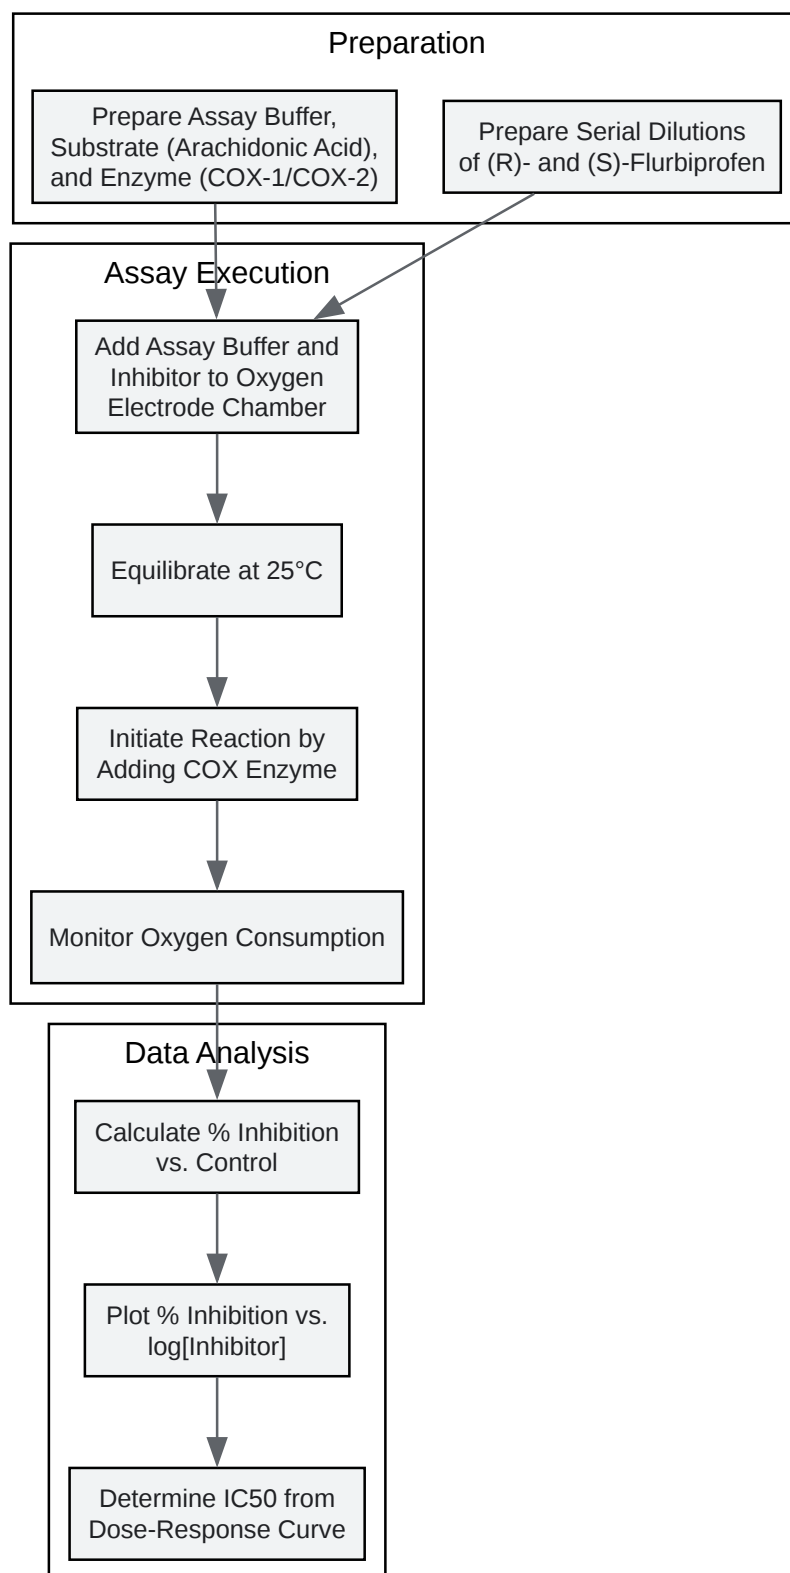 Preparation
Prepare Assay Buffer,
Substrate (Arachidonic Acid),
and Enzyme (COX-1/COX-2)
Prepare Serial Dilutions
of (R)- and (S)-Flurbiprofen
Assay Execution
Add Assay Buffer and
Inhibitor to Oxygen
Electrode Chamber
Equilibrate at 25°C
Initiate Reaction by
Adding COX Enzyme
Monitor Oxygen Consumption
Data Analysis
Calculate % Inhibition
vs. Control
Plot % Inhibition vs.
log[Inhibitor]
Determine IC50 from
Dose-Response Curve